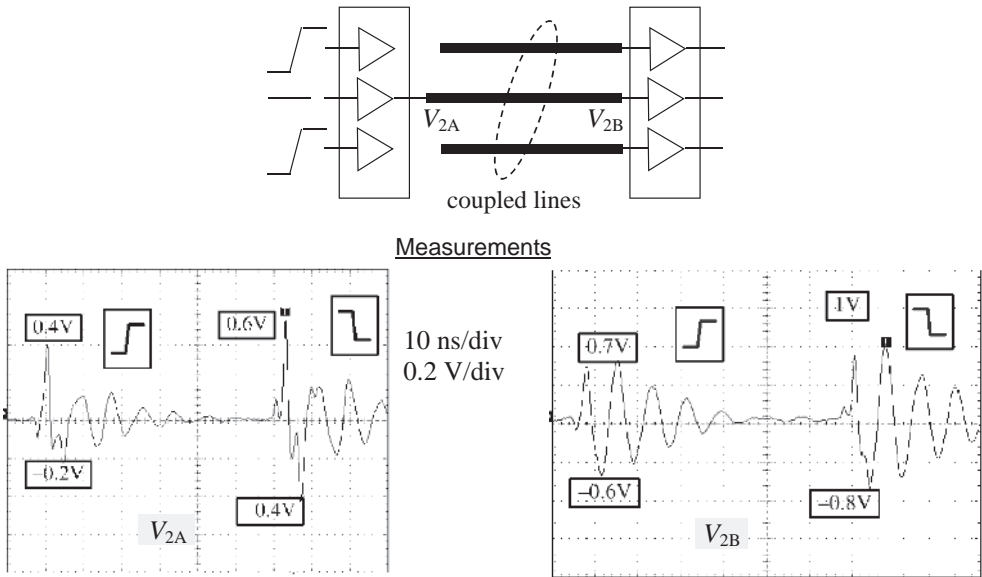 V2A
V2B
coupled lines
Measurements
0.4V
0.6V
–0.2V
0.4V
V2A
10 ns/div
0.2 V/div
0.7V
1V
–0.6V
–0.8V
V2B